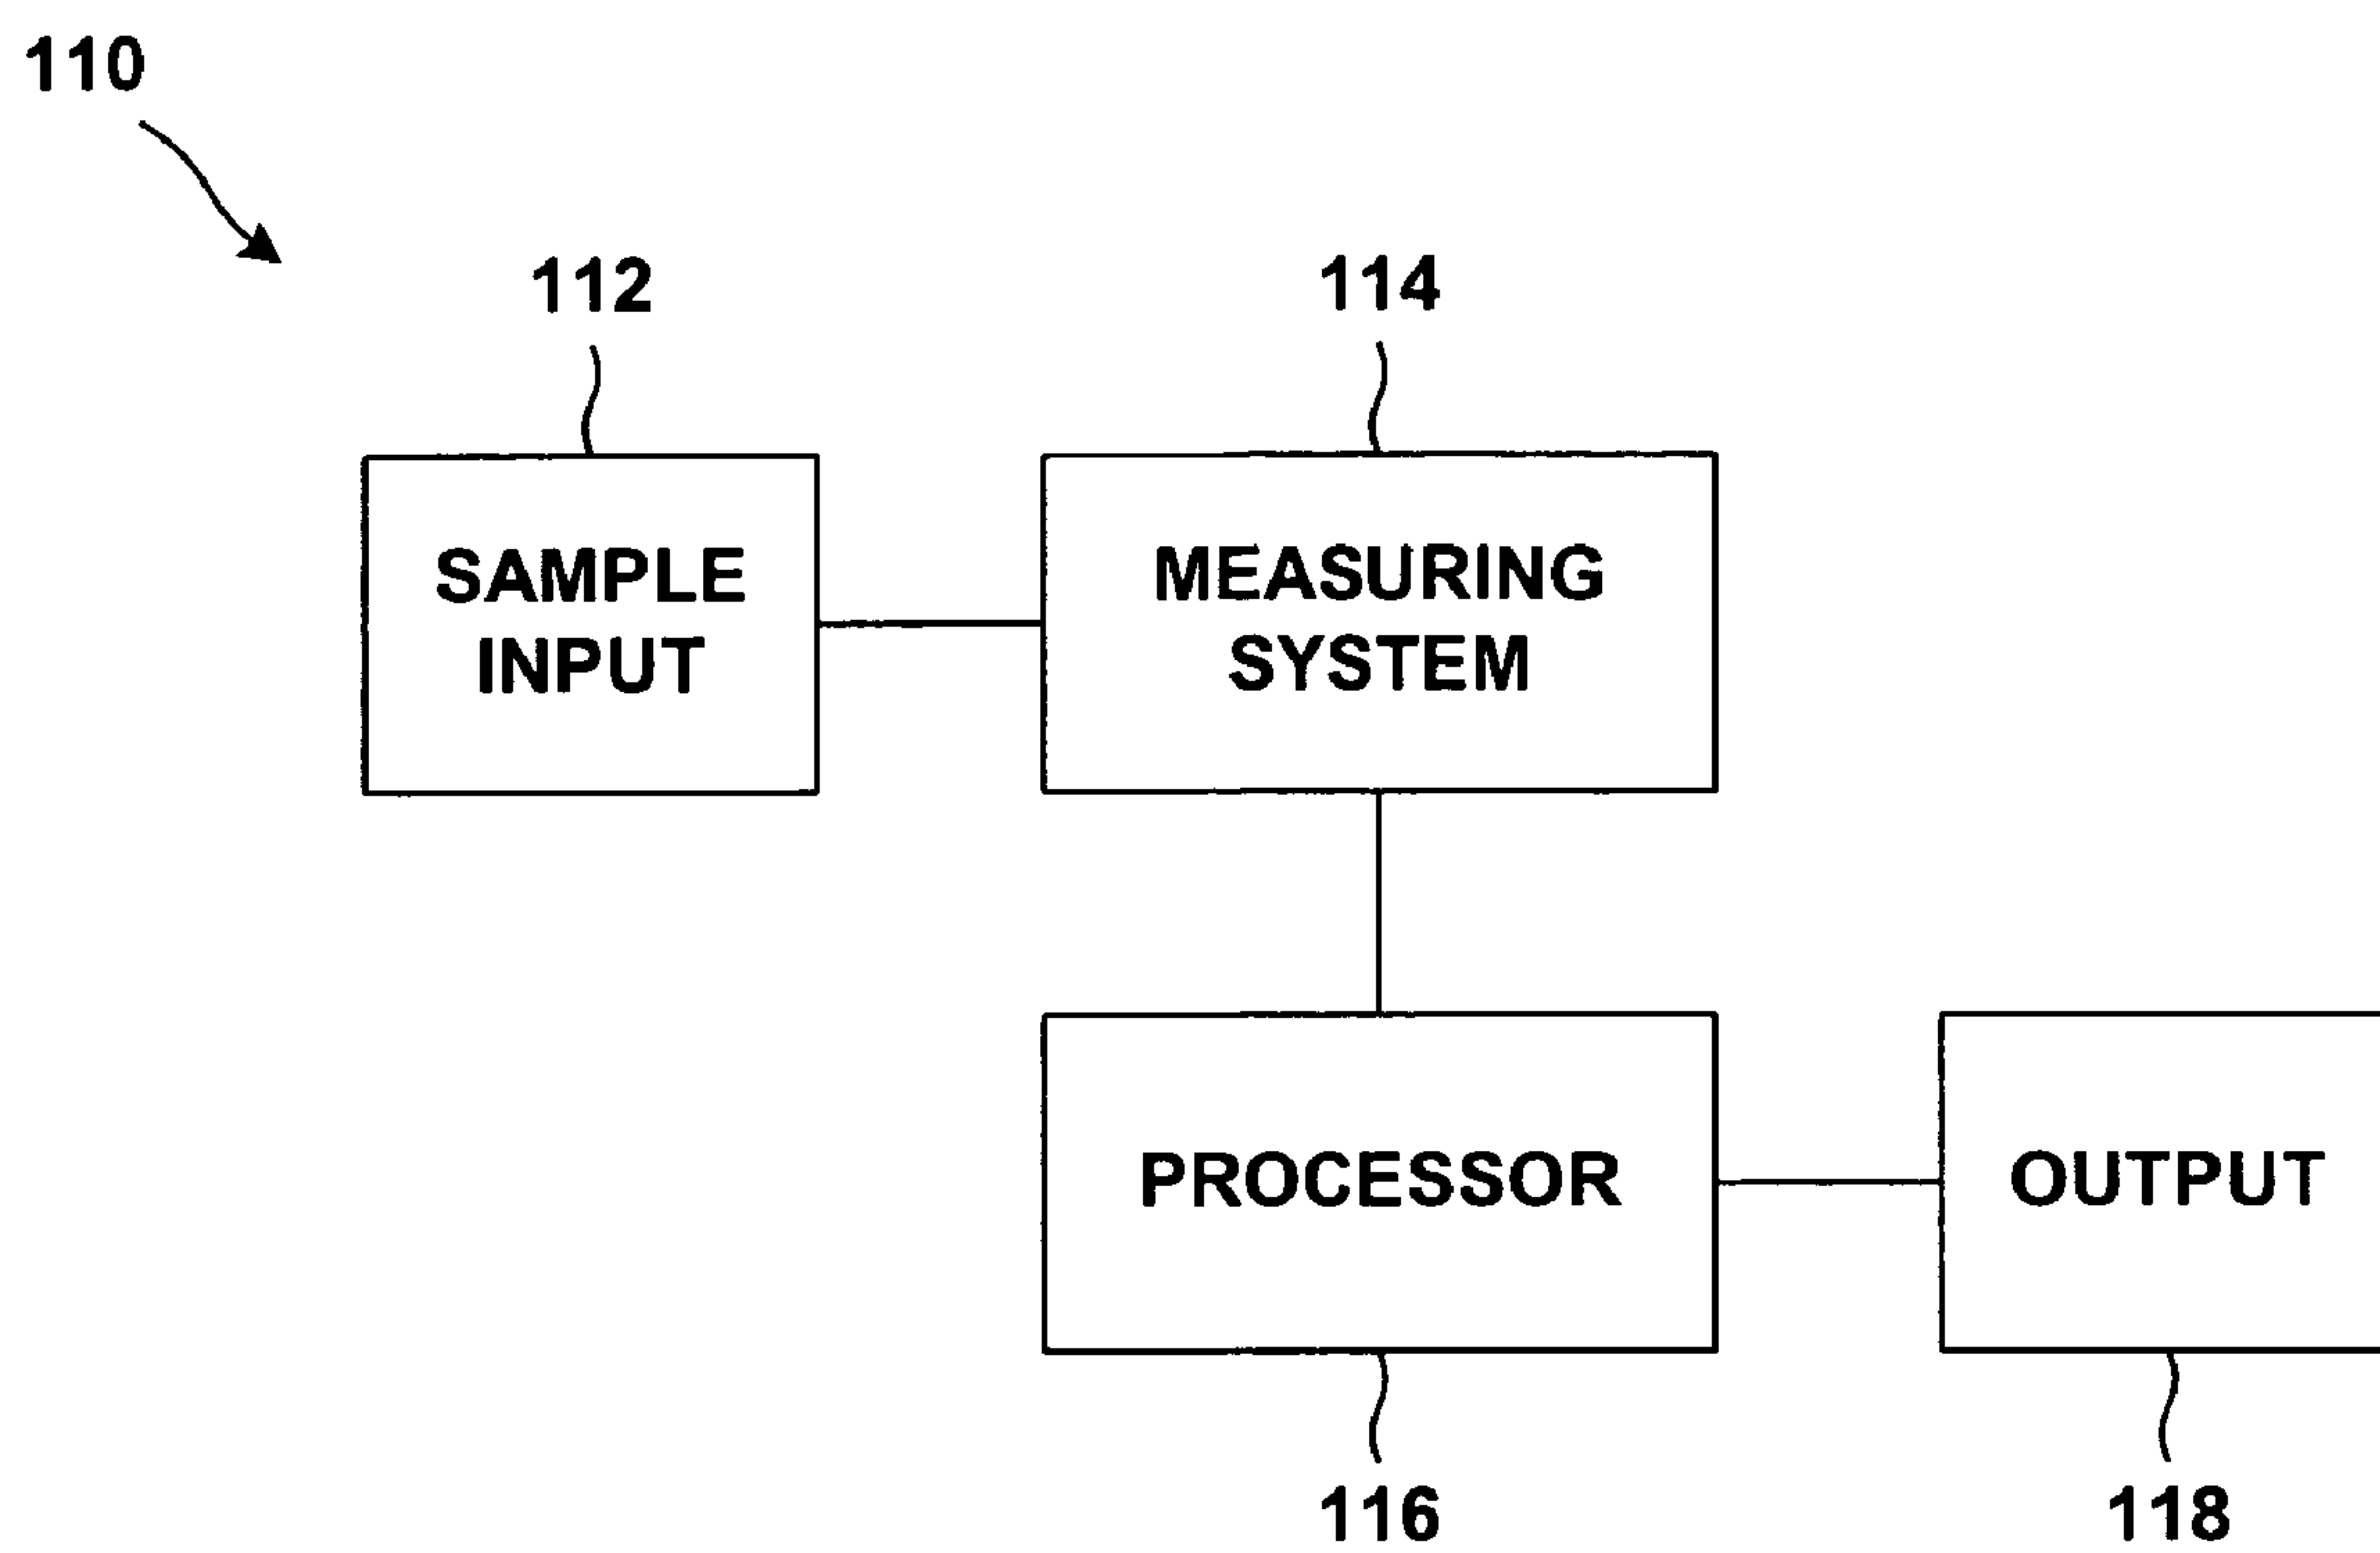 110
112
114
SAMPLE
INPUT
MEASURING
SYSTEM
PROCESSOR
OUTPUT
116
118